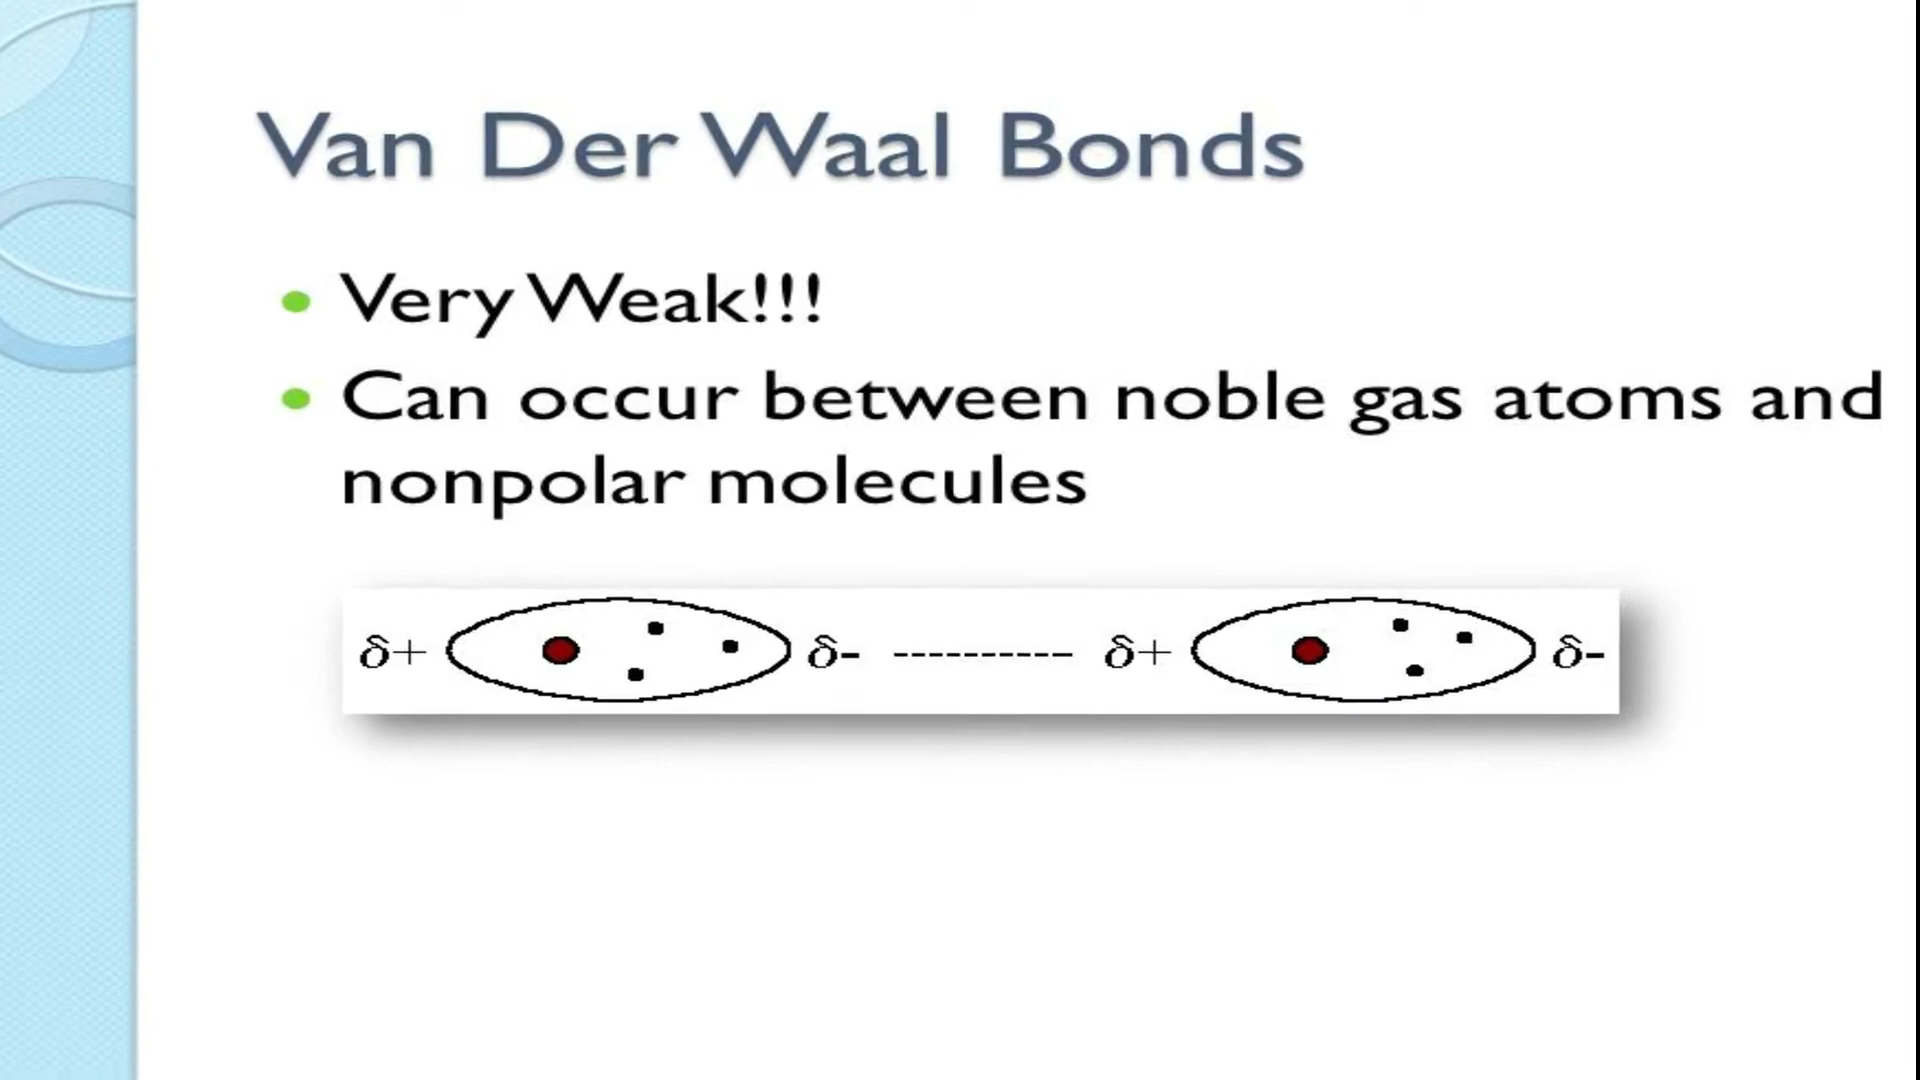 Van Der Waal Bonds
• Very Weak!!!
• Can occur between noble gas atoms and
nonpolar molecules
δ+ δ- ---------- δ+ δ-